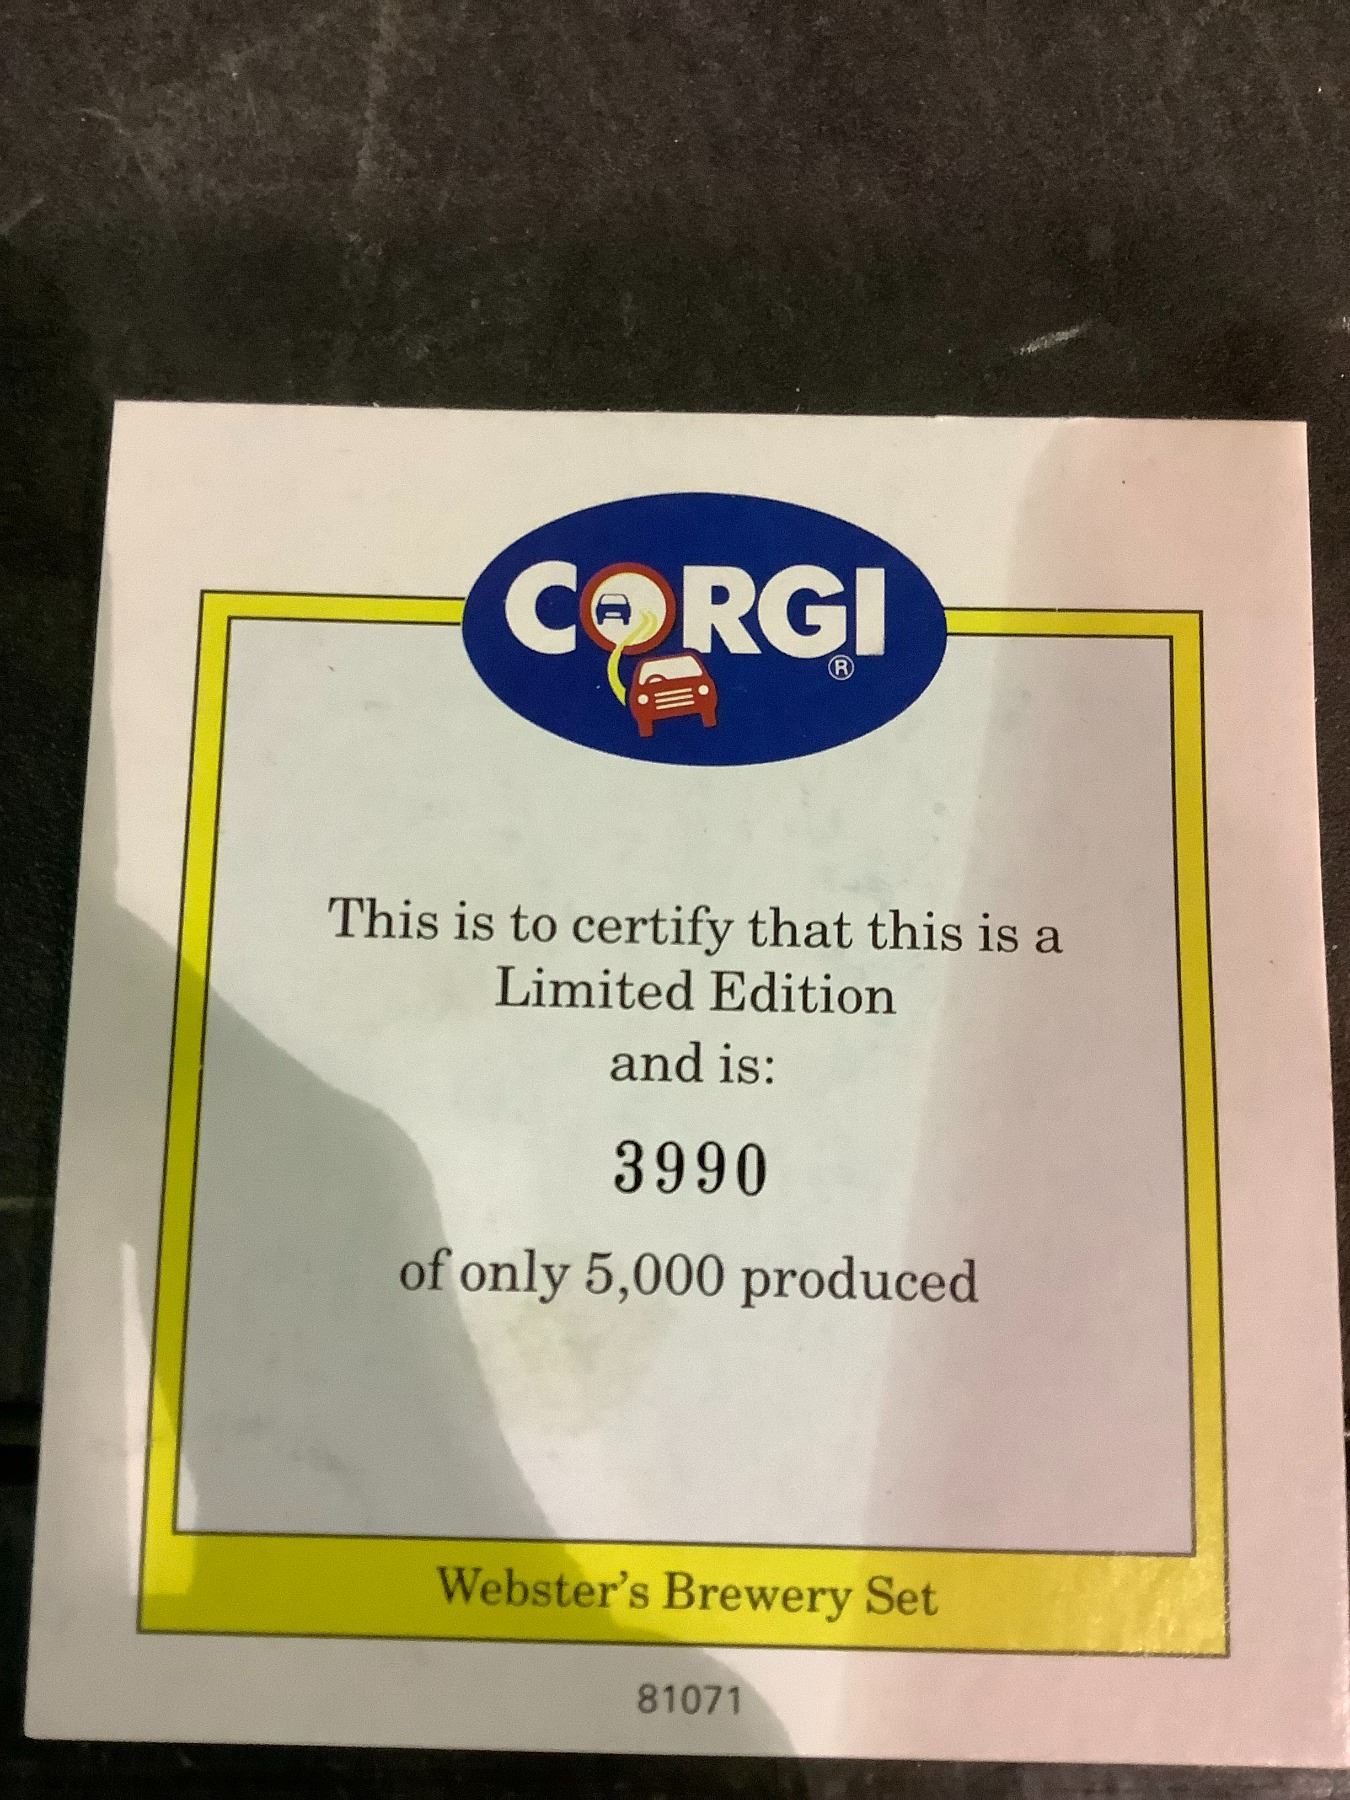 CORGI
®
This is to certify that this is a
Limited Edition
and is:
3990
of only 5,000 produced
Webster's Brewery Set
81071